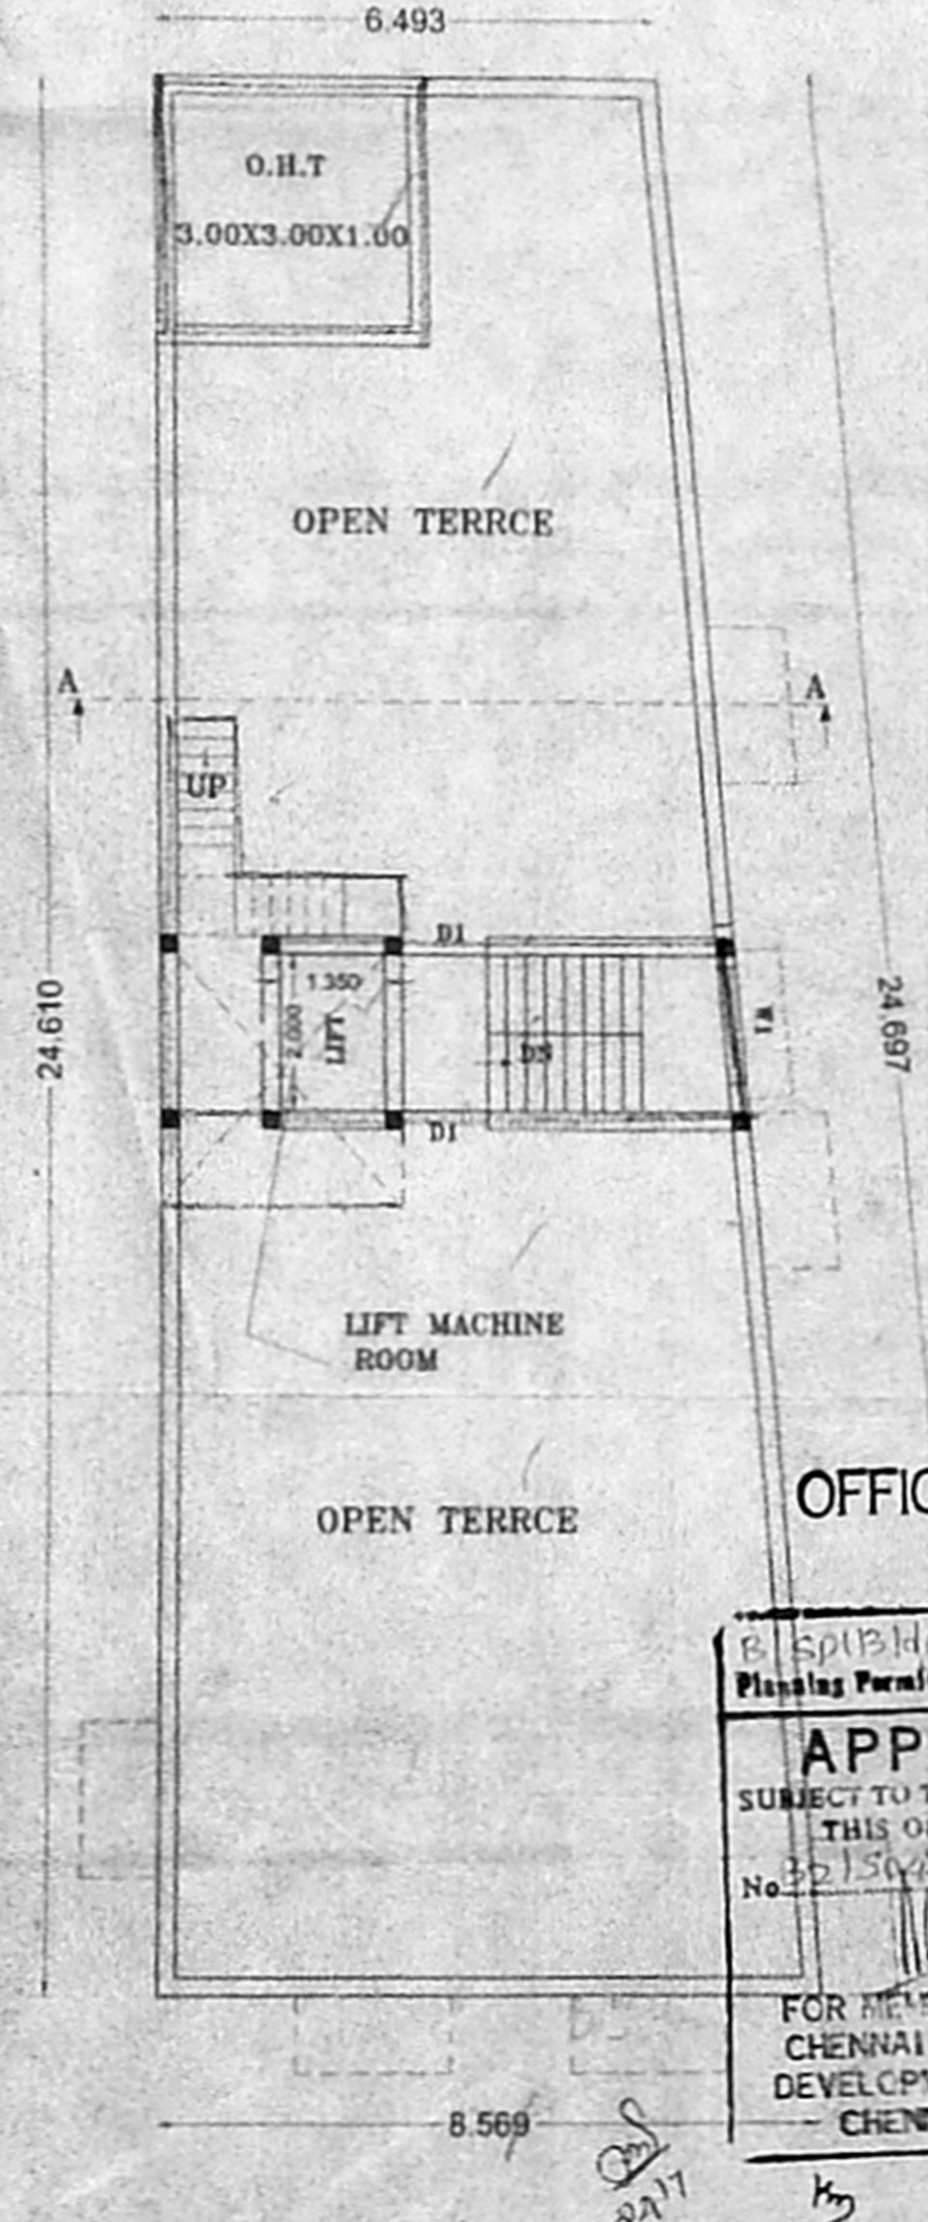 6.493
O.H.T
3.00X3.00X1.00
OPEN TERRCE
A
A
UP
D1
1.350
2.000
LIFT
DN
W1
D1
24.610
24.697
LIFT MACHINE
ROOM
OPEN TERRCE
OFFIC
Planning Permi
APP
SUBJECT TO T
THIS O
No
FOR
CHENNAI
DEVELOP
CHEN
8.569